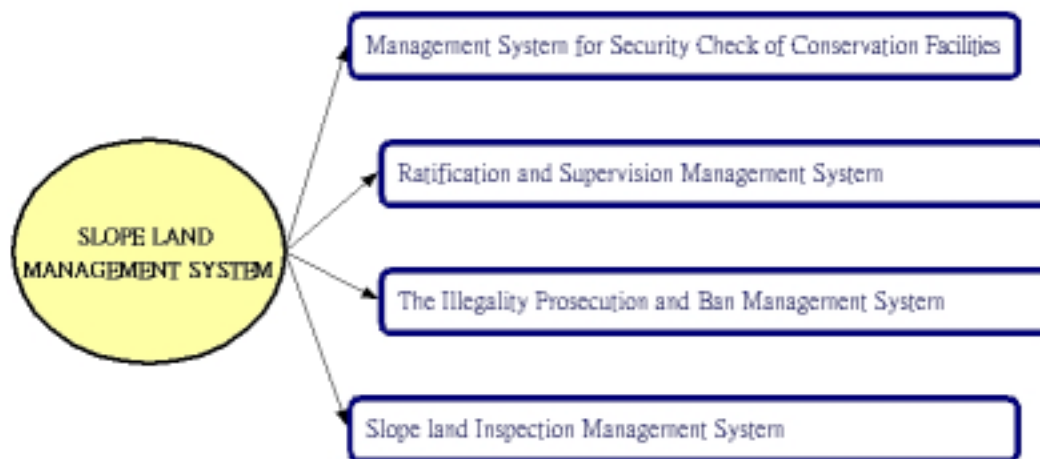 Management System for Security Check of Conservation Facilities
Ratification and Supervision Management System
SLOPE LAND
MANAGEMENT SYSTEM
The Illegality Prosecution and Ban Management System
Slope land Inspection Management System